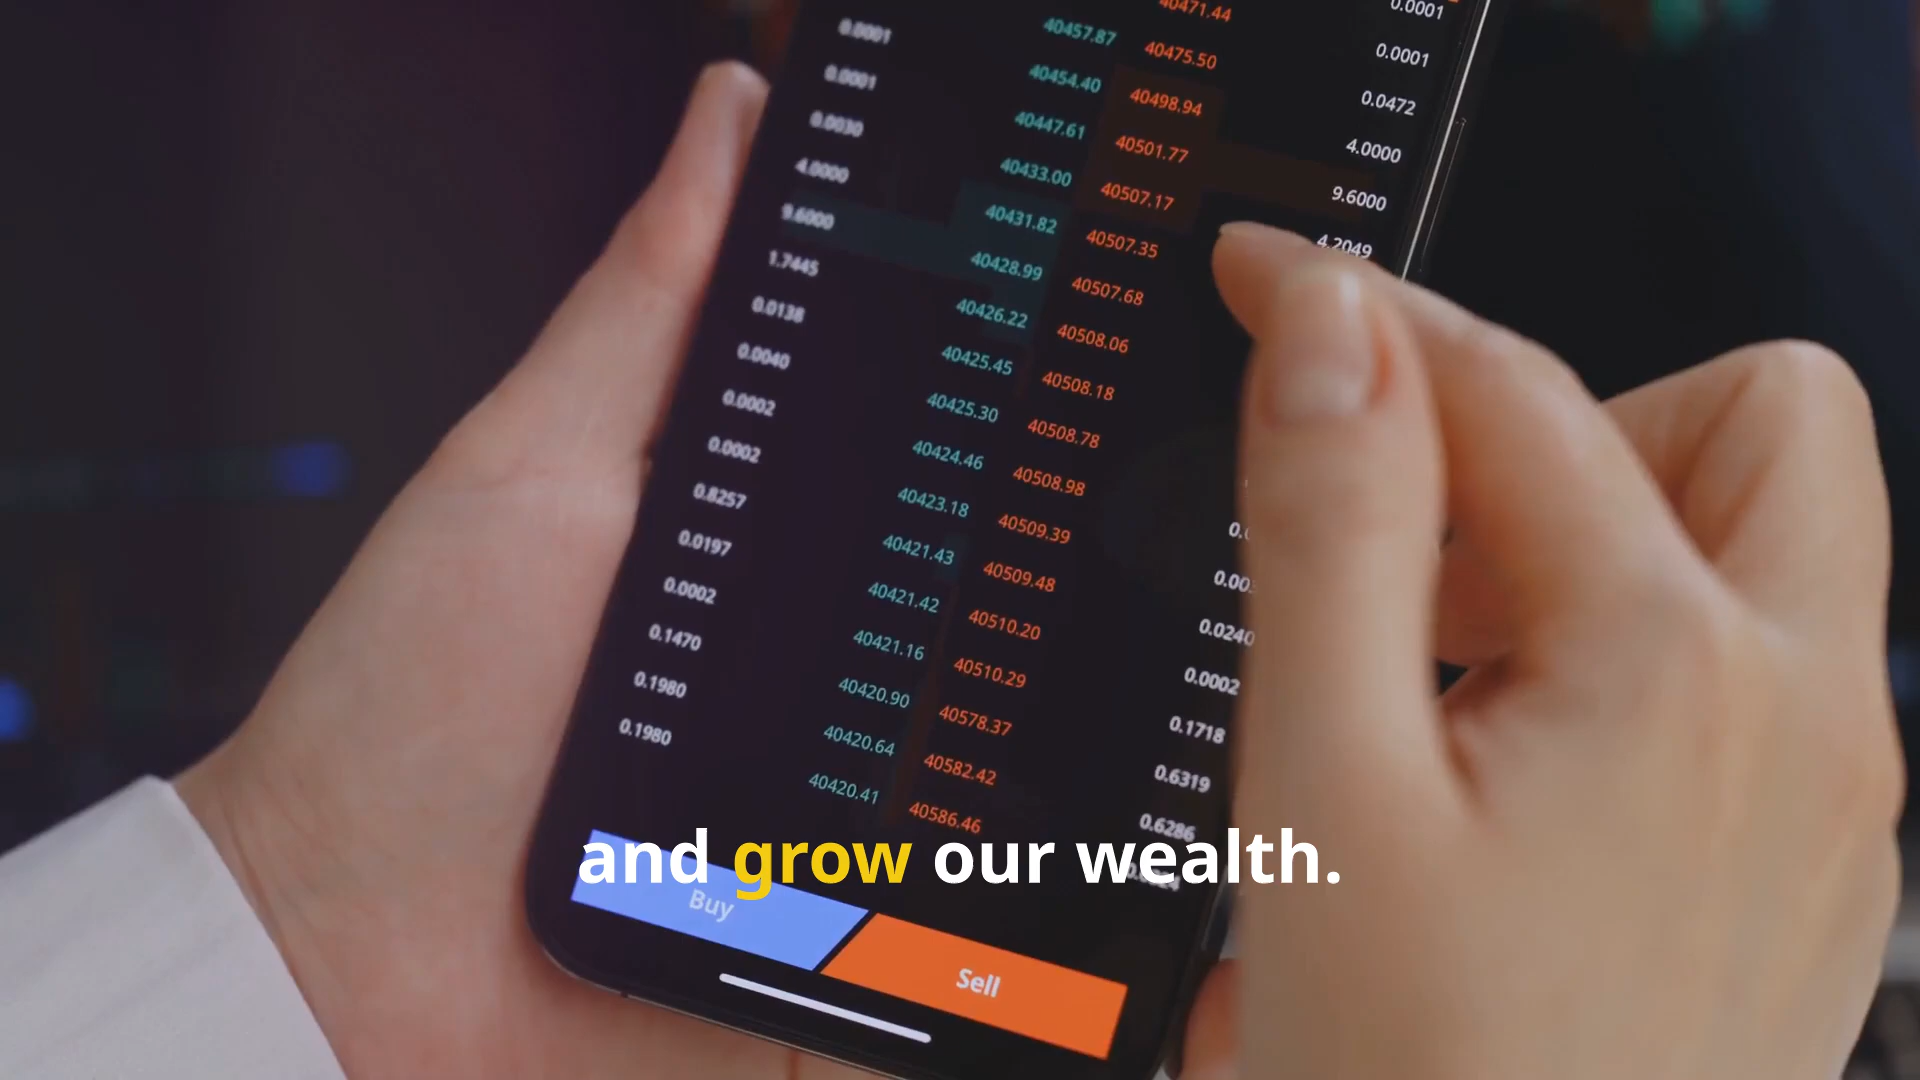 40471.44 0.0001
0.0001 40457.87 40475.50 0.0001
0.0001 40454.40 40498.94 0.0472
0.0030 40447.61 40501.77 4.0000
4.0000 40433.00 40507.17 9.6000
9.6000 40431.82 40507.35 4.2049
1.7445 40428.99 40507.68
0.0138 40426.22 40508.06
0.0040 40425.45 40508.18
0.0002 40425.30 40508.78
0.0002 40424.46 40508.98
0.8257 40423.18 40509.39
0.0197 40421.43 40509.48
0.0002 40421.42 40510.20 0.0240
0.1470 40421.16 40510.29 0.0002
0.1980 40420.90 40578.37 0.1718
0.1980 40420.64 40582.42 0.6319
40420.41 40586.46 0.6286
and grow our wealth.
Buy
Sell